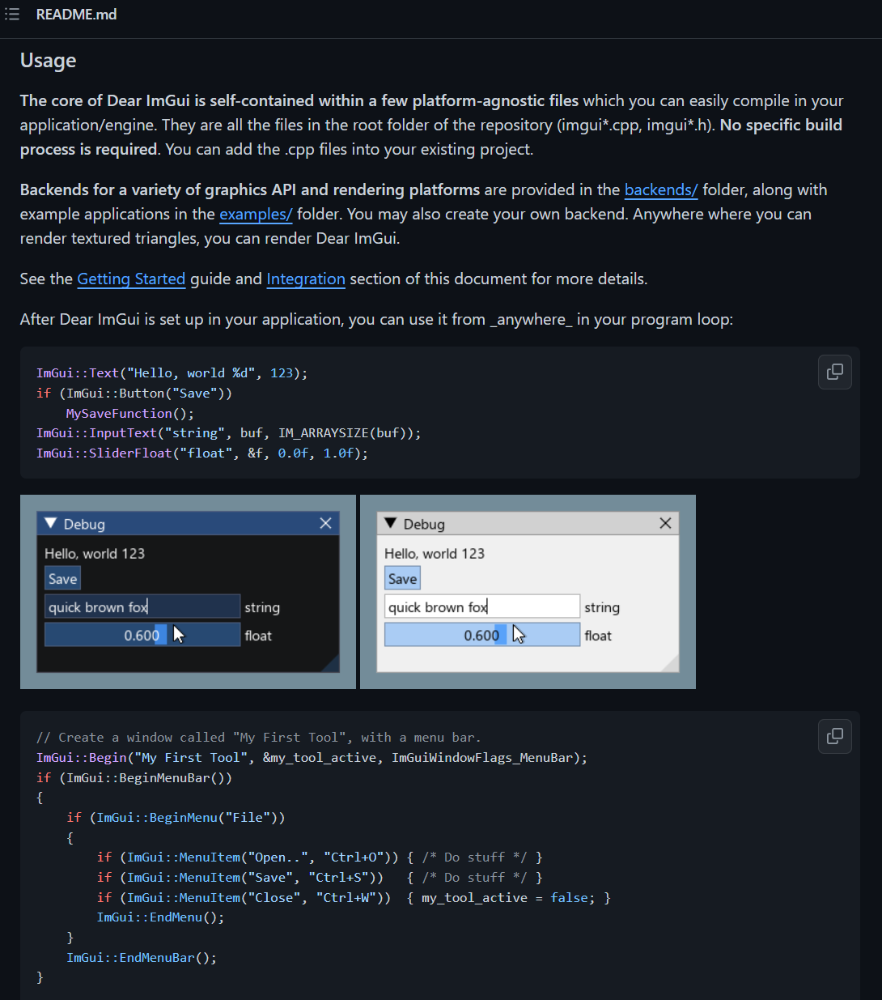 README.md
Usage
The core of Dear ImGui is self-contained within a few platform-agnostic files which you can easily compile in your
application/engine. They are all the files in the root folder of the repository (imgui*.cpp, imgui*.h). No specific build
process is required. You can add the .cpp files into your existing project.
Backends for a variety of graphics API and rendering platforms are provided in the backends/ folder, along with
example applications in the examples/ folder. You may also create your own backend. Anywhere where you can
render textured triangles, you can render Dear ImGui.
See the Getting Started guide and Integration section of this document for more details.
After Dear ImGui is set up in your application, you can use it from _anywhere_ in your program loop:
ImGui::Text("Hello, world %d", 123);
if (ImGui::Button("Save"))
    MySaveFunction();
ImGui::InputText("string", buf, IM_ARRAYSIZE(buf));
ImGui::SliderFloat("float", &f, 0.0f, 1.0f);
Debug
Hello, world 123
Save
quick brown fox string
0.600 float
Debug
Hello, world 123
Save
quick brown fox string
0.600 float
// Create a window called "My First Tool", with a menu bar.
ImGui::Begin("My First Tool", &my_tool_active, ImGuiWindowFlags_MenuBar);
if (ImGui::BeginMenuBar())
{
    if (ImGui::BeginMenu("File"))
    {
        if (ImGui::MenuItem("Open..", "Ctrl+O")) { /* Do stuff */ }
        if (ImGui::MenuItem("Save", "Ctrl+S"))   { /* Do stuff */ }
        if (ImGui::MenuItem("Close", "Ctrl+W"))  { my_tool_active = false; }
        ImGui::EndMenu();
    }
    ImGui::EndMenuBar();
}